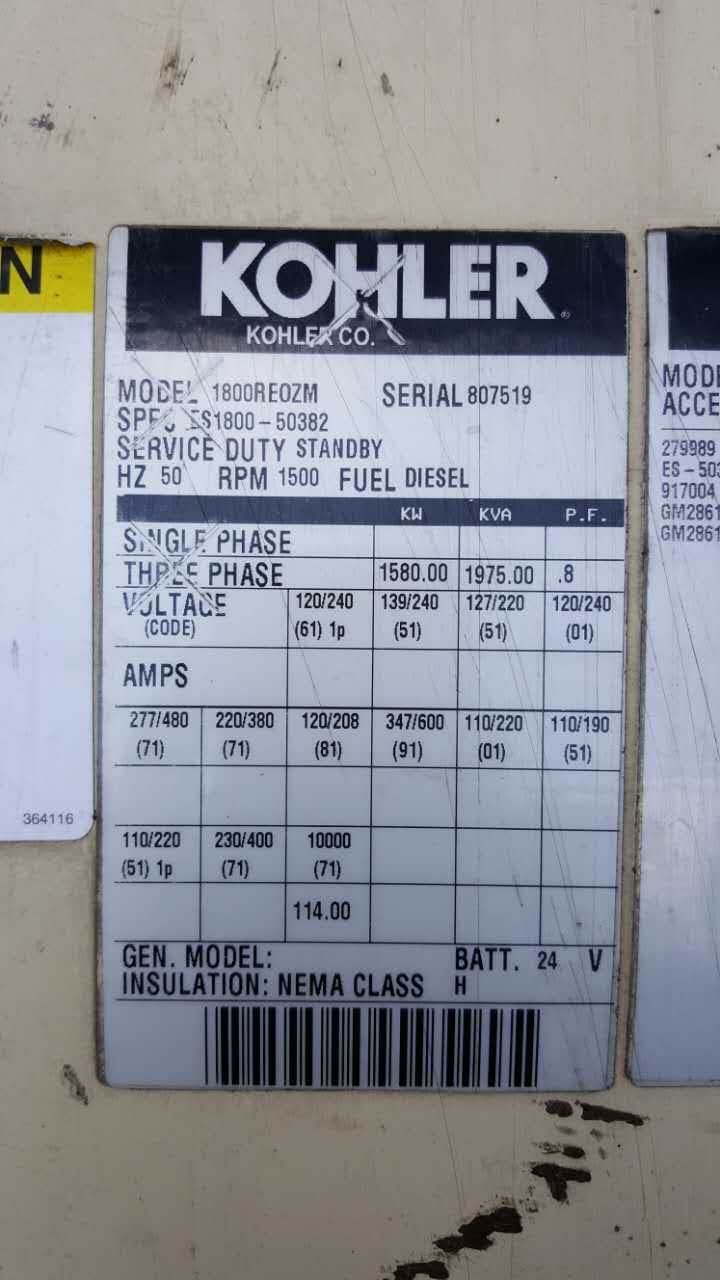 N
364116
KOHLER®
KOHLER CO.
MODEL 1800REOZM SERIAL 807519
SPEC ES1800-50382
SERVICE DUTY STANDBY
HZ 50 RPM 1500 FUEL DIESEL
KW KVA P.F.
SINGLE PHASE
THREE PHASE 1580.00 1975.00 .8
VOLTAGE 120/240 139/240 127/220 120/240
(CODE) (61) 1p (51) (51) (01)
AMPS
277/480 220/380 120/208 347/600 110/220 110/190
(71) (71) (81) (91) (01) (51)
110/220 230/400 10000
(51) 1p (71) (71)
114.00
GEN. MODEL: BATT. 24 V
INSULATION: NEMA CLASS H
MODE
ACCE
279989
ES-503
917004
GM2861
GM2861